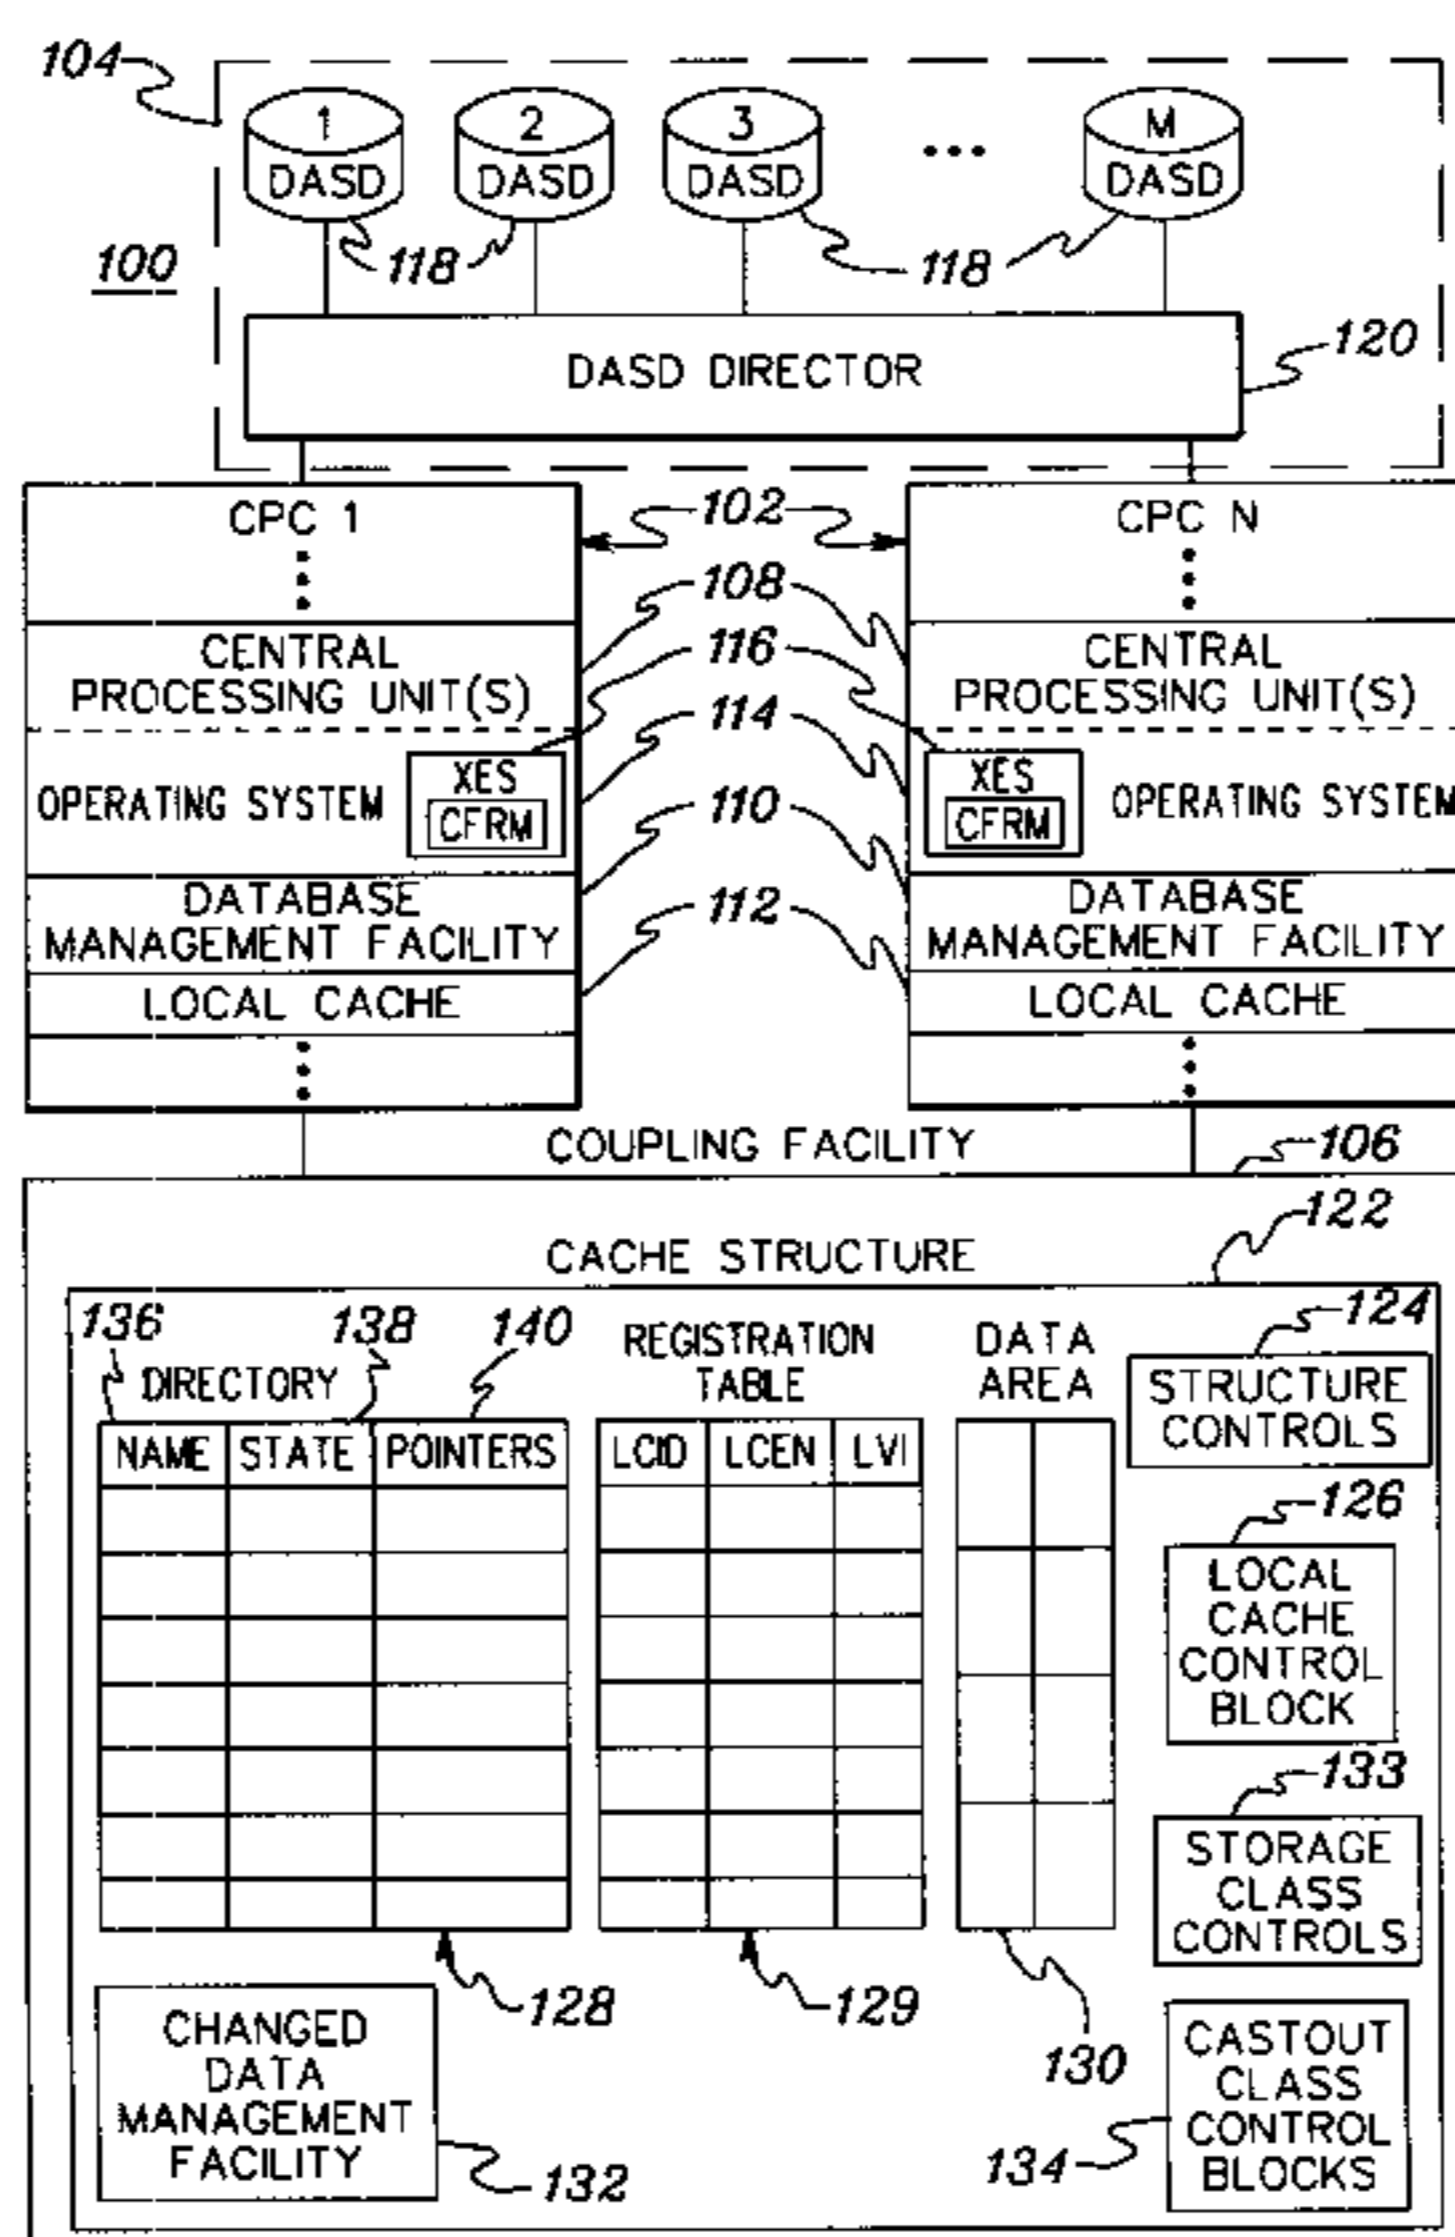 104
1
2
3
M
DASD
DASD
DASD
DASD
100
118
118
DASD DIRECTOR
120
CPC 1
102
CPC N
108
CENTRAL
PROCESSING UNIT(S)
116
CENTRAL
PROCESSING UNIT(S)
114
OPERATING SYSTEM
XES
CFRM
110
XES
CFRM
OPERATING SYSTEM
DATABASE
MANAGEMENT FACILITY
112
DATABASE
MANAGEMENT FACILITY
LOCAL CACHE
LOCAL CACHE
COUPLING FACILITY
106
122
CACHE STRUCTURE
136
138
140
DIRECTORY
REGISTRATION
TABLE
DATA
AREA
124
STRUCTURE
CONTROLS
NAME STATE POINTERS
LCID LCEN LVI
126
LOCAL
CACHE
CONTROL
BLOCK
133
STORAGE
CLASS
CONTROLS
128
129
130
CHANGED
DATA
MANAGEMENT
FACILITY
132
134
CASTOUT
CLASS
CONTROL
BLOCKS